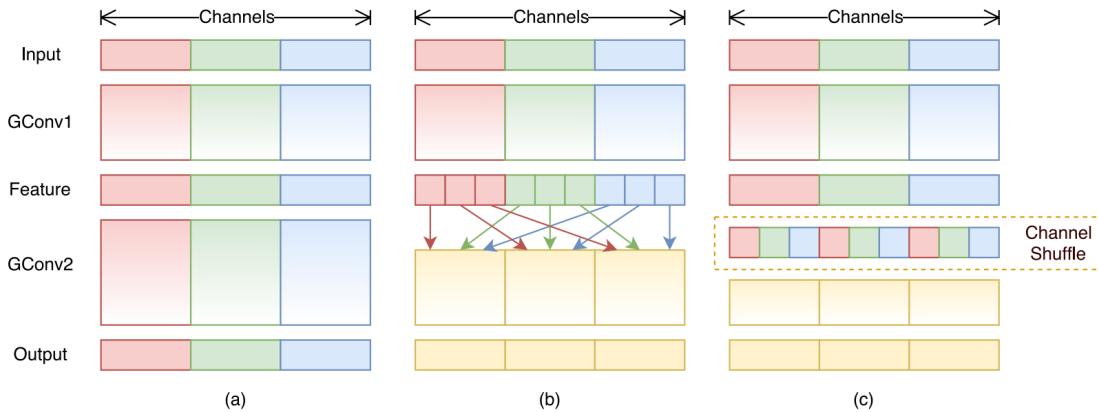 Channels Channels Channels
Input
GConv1
Feature
GConv2
Channel
Shuffle
Output
(a) (b) (c)